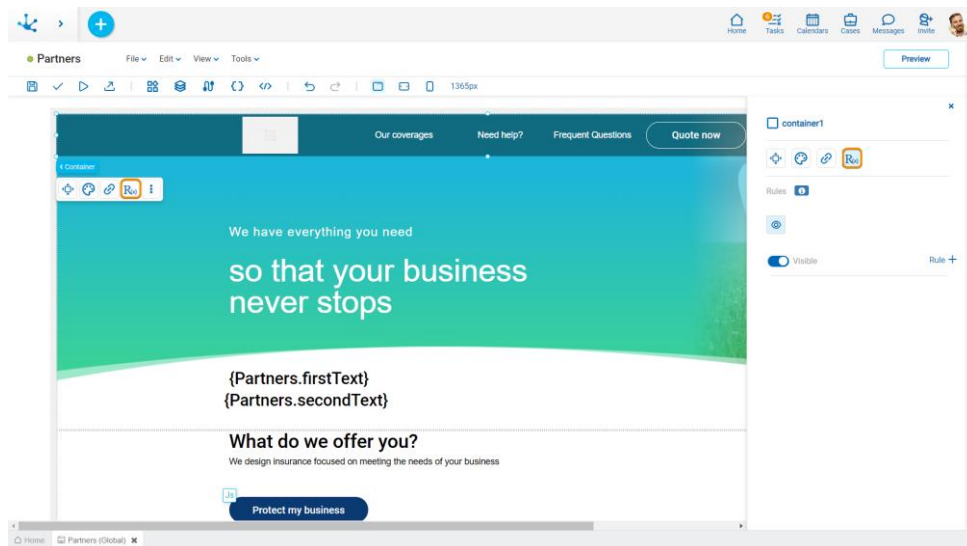 Home
Tasks
Calendars
Cases
Messages
Invite
Partners
File
Edit
View
Tools
Preview
1365px
Our coverages
Need help?
Frequent Questions
Quote now
container1
Container
R(x)
R(x)
Rules
We have everything you need
so that your business
never stops
Visible
Rule +
{Partners.firstText}
{Partners.secondText}
What do we offer you?
We design insurance focused on meeting the needs of your business
Js
Protect my business
Home
Partners (Global)